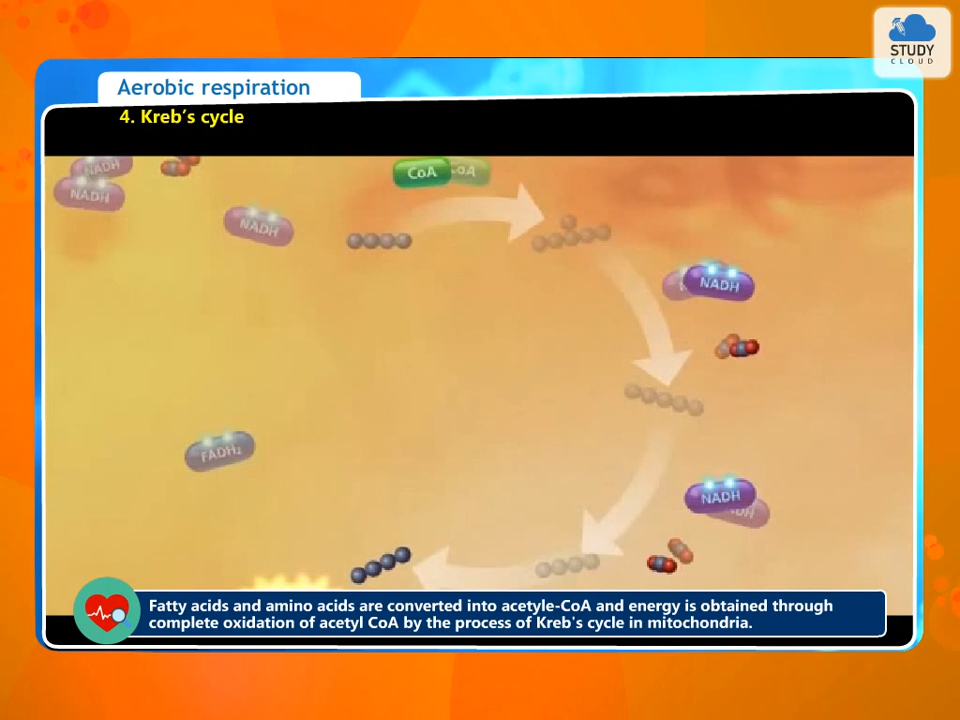 STUDY
CLOUD
Aerobic respiration
4. Kreb's cycle
NADH
NADH
CoA
CoA
NADH
NADH
FADH₂
NADH
Fatty acids and amino acids are converted into acetyle-CoA and energy is obtained through
complete oxidation of acetyl CoA by the process of Kreb's cycle in mitochondria.